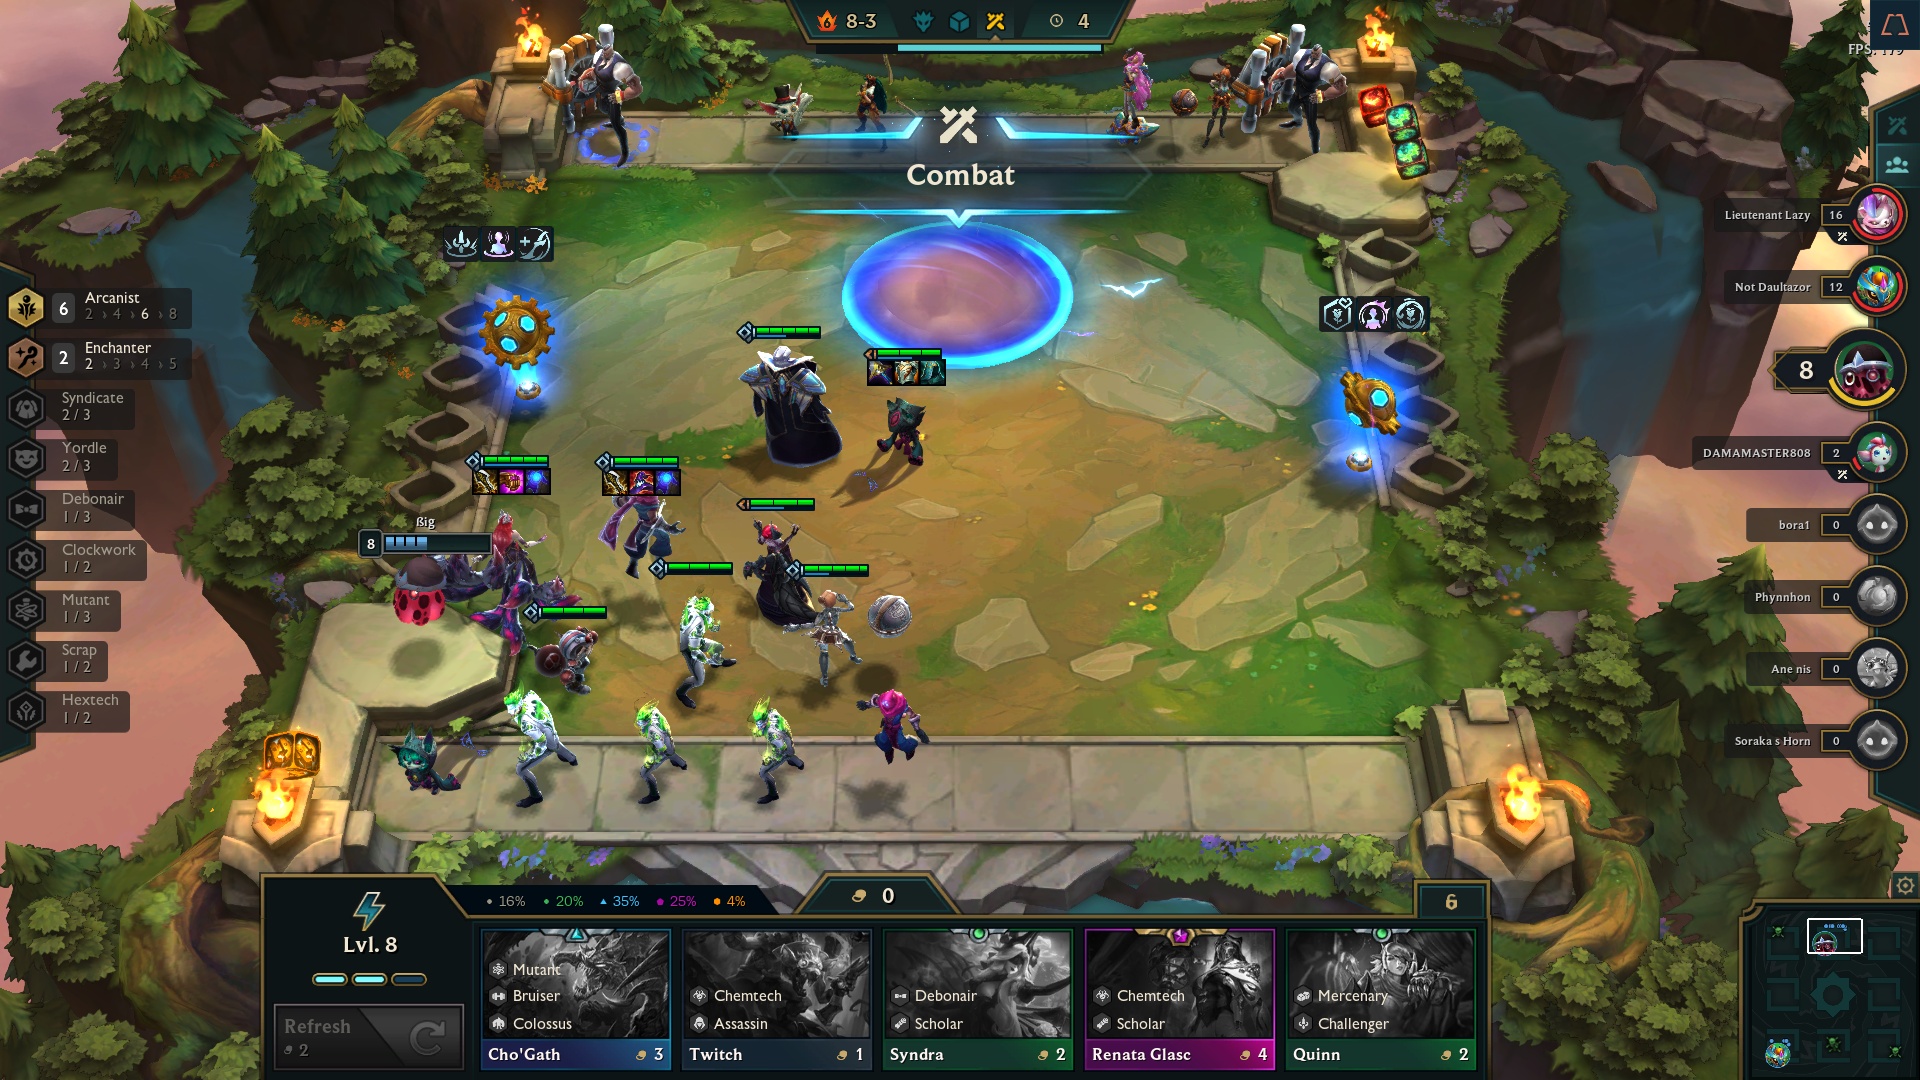 8-3
4
FPS: 179
Combat
Lieutenant Lazy 16
Not Daultazor 12
8
DAMAMASTER808 2
bora1 0
Phynnhon 0
Ane nis 0
Soraka s Horn 0
6 Arcanist
2 › 4 › 6 › 8
2 Enchanter
2 › 3 › 4 › 5
Syndicate
2 / 3
Yordle
2 / 3
Debonair
1 / 3
Clockwork
1 / 2
Mutant
1 / 3
Scrap
1 / 2
Hextech
1 / 2
ßig
8
16% 20% 35% 25% 4%
0
6
Lvl. 8
Refresh
2
Mutant
Bruiser
Colossus
Cho'Gath 3
Chemtech
Assassin
Twitch 1
Debonair
Scholar
Syndra 2
Chemtech
Scholar
Renata Glasc 4
Mercenary
Challenger
Quinn 2